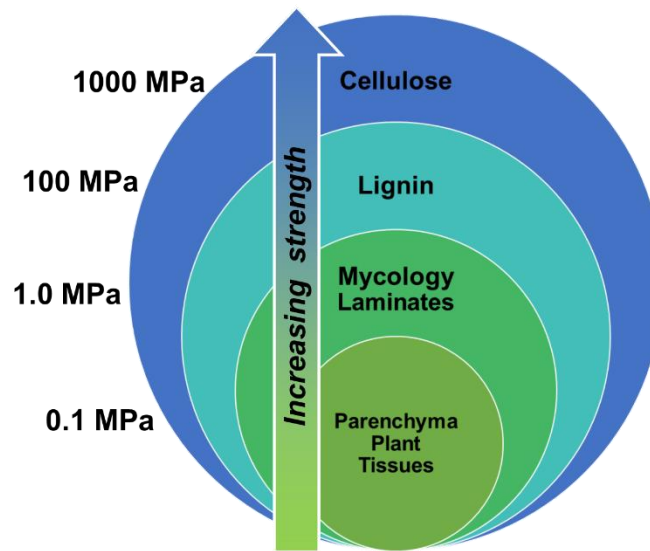 1000 MPa
Cellulose
100 MPa
Lignin
1.0 MPa
Mycology
Laminates
0.1 MPa
Parenchyma
Plant
Tissues
Increasing strength